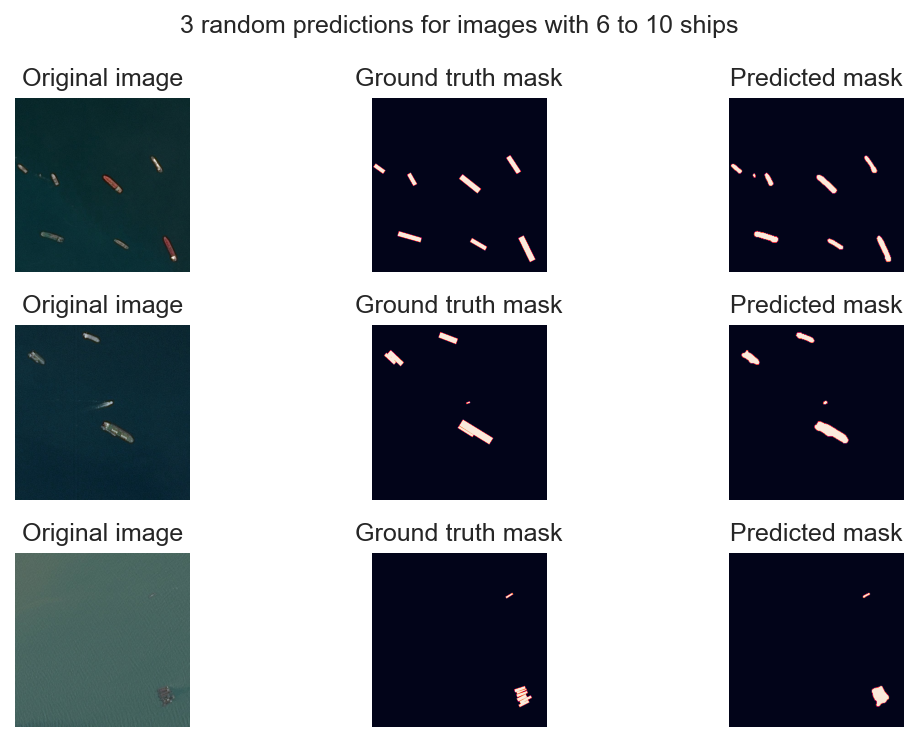 3 random predictions for images with 6 to 10 ships
Original image
Ground truth mask
Predicted mask
Original image
Ground truth mask
Predicted mask
Original image
Ground truth mask
Predicted mask